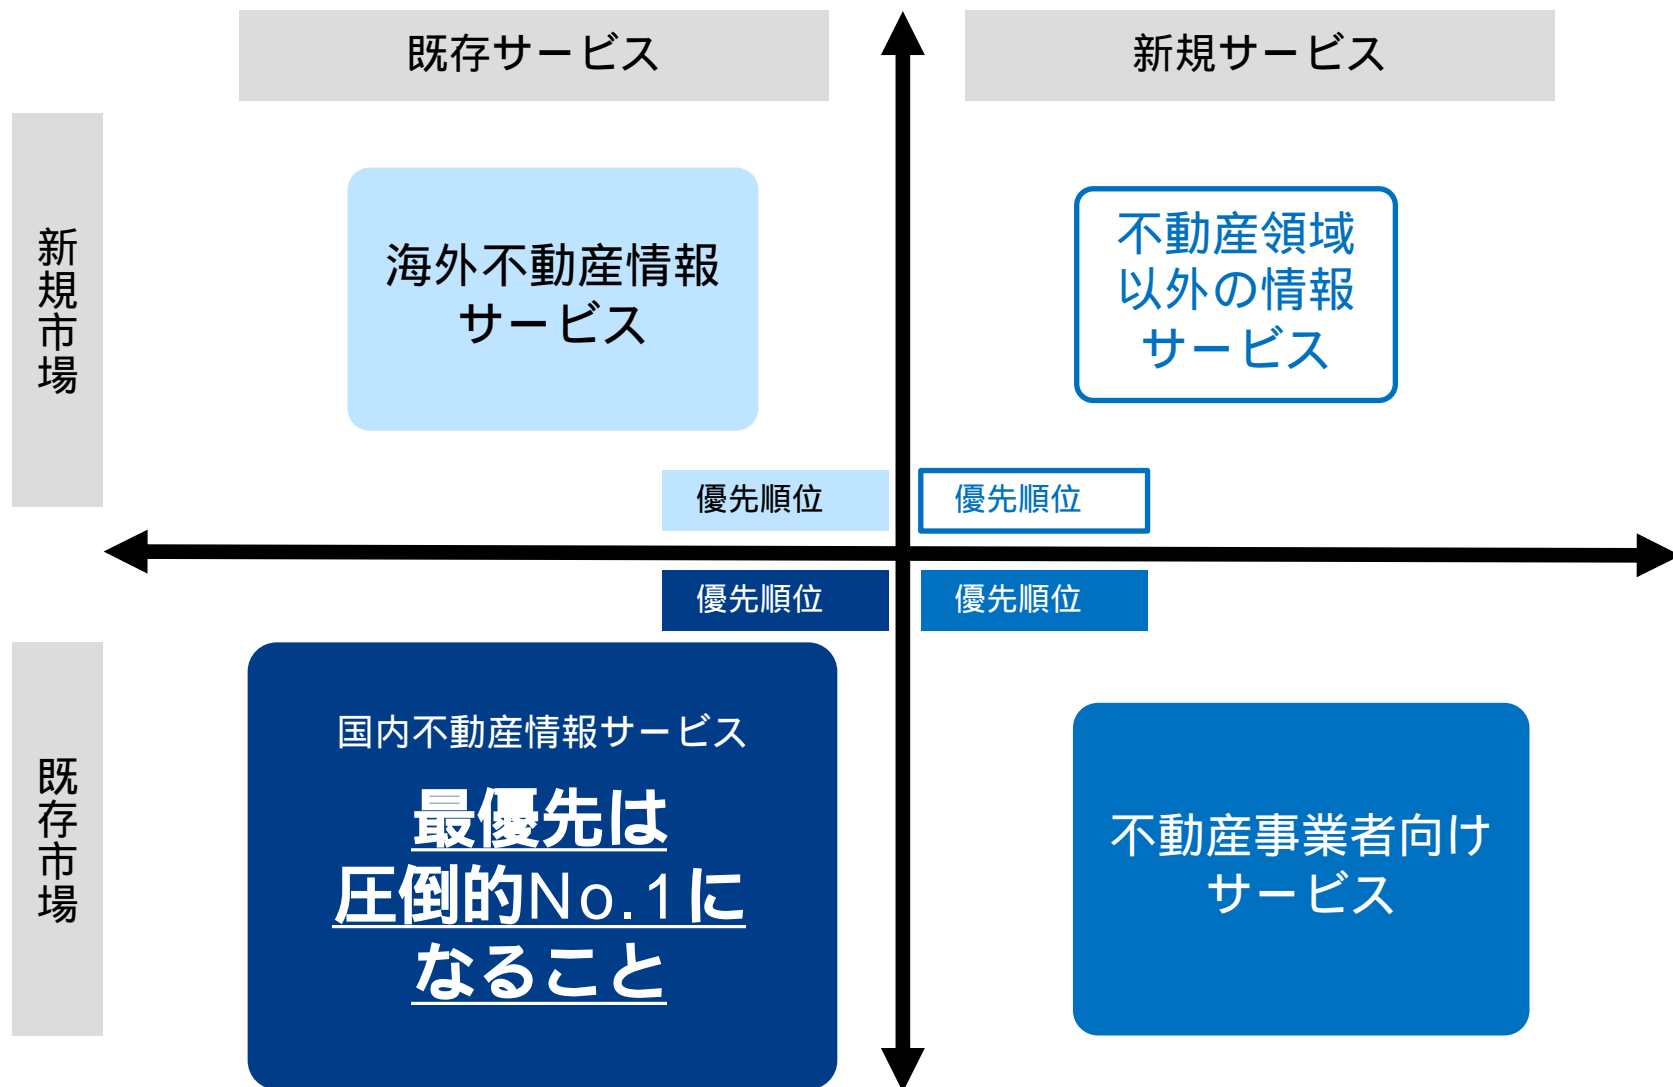 既存サービス
新規サービス
新規市場
海外不動産情報
サービス
不動産領域
以外の情報
サービス
優先順位
優先順位
優先順位
優先順位
既存市場
国内不動産情報サービス
最優先は
圧倒的No.1に
なること
不動産事業者向け
サービス